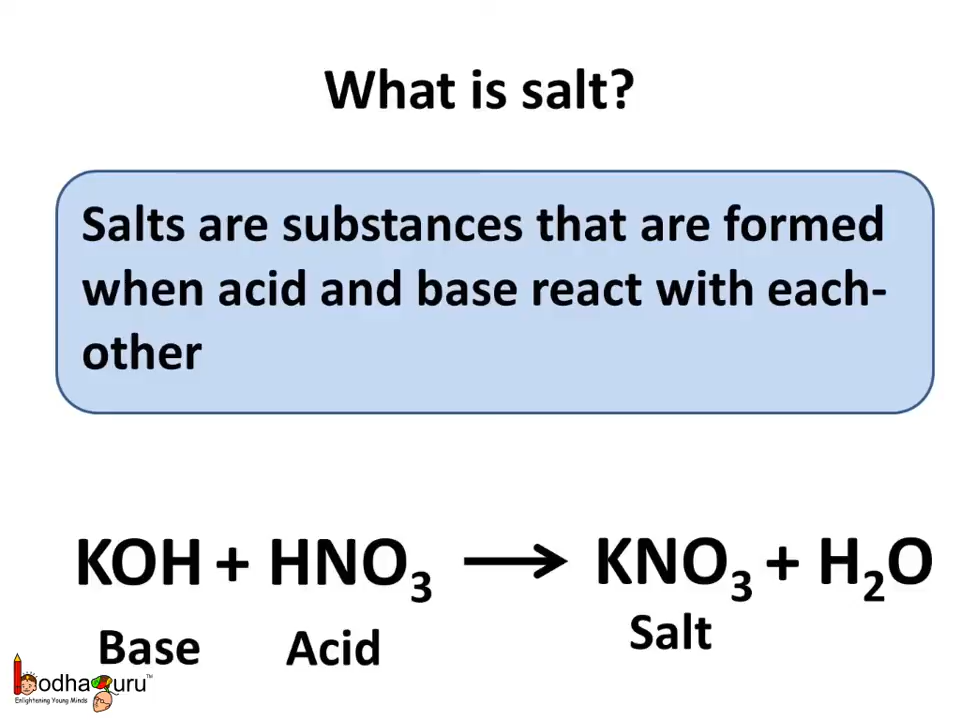 What is salt?
Salts are substances that are formed
when acid and base react with each-
other
KOH + HNO₃ ⟶ KNO₃ + H₂O
Base Acid Salt
bodhaguru™
Enlightening Young Minds